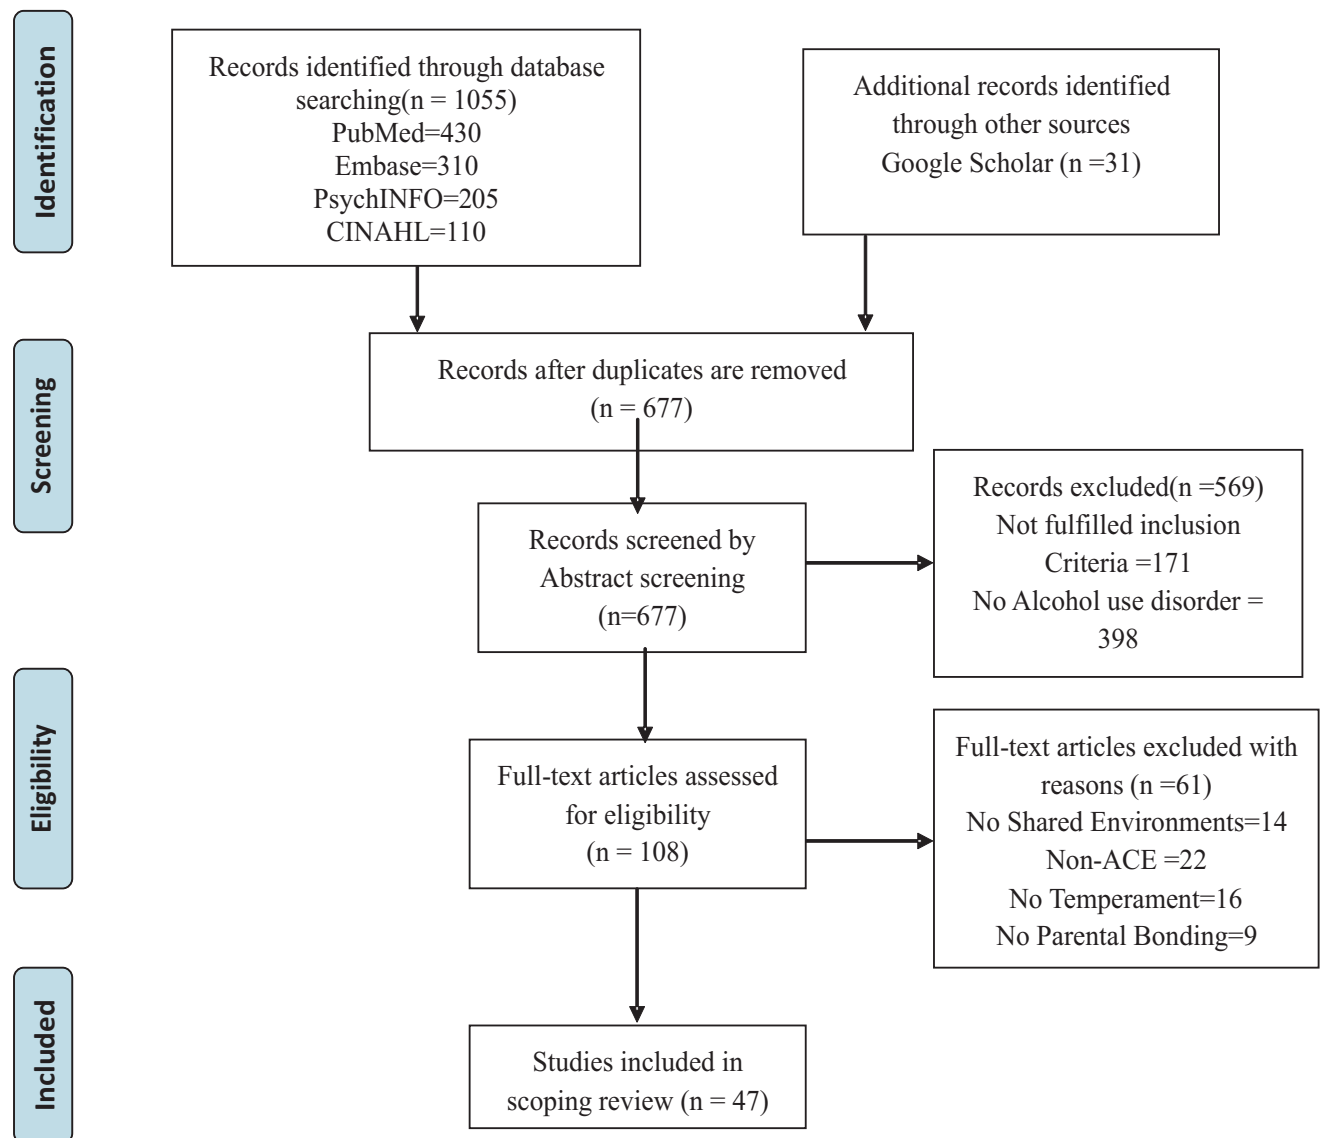 Identification
Records identified through database
searching(n = 1055)
PubMed=430
Embase=310
PsychINFO=205
CINAHL=110
Additional records identified
through other sources
Google Scholar (n =31)
Screening
Records after duplicates are removed
(n = 677)
Records screened by
Abstract screening
(n=677)
Records excluded(n =569)
Not fulfilled inclusion
Criteria =171
No Alcohol use disorder =
398
Eligibility
Full-text articles assessed
for eligibility
(n = 108)
Full-text articles excluded with
reasons (n =61)
No Shared Environments=14
Non-ACE =22
No Temperament=16
No Parental Bonding=9
Included
Studies included in
scoping review (n = 47)